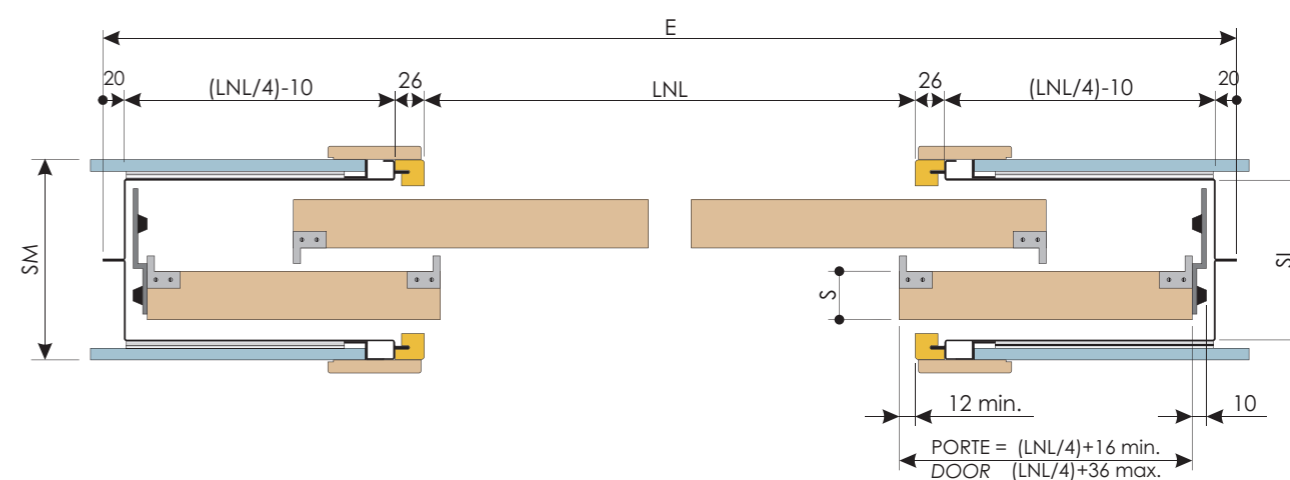 E
20
(LNL/4)-10
26
LNL
26
(LNL/4)-10
20
SM
S
SI
12 min.
10
PORTE = (LNL/4)+16 min.
DOOR (LNL/4)+36 max.